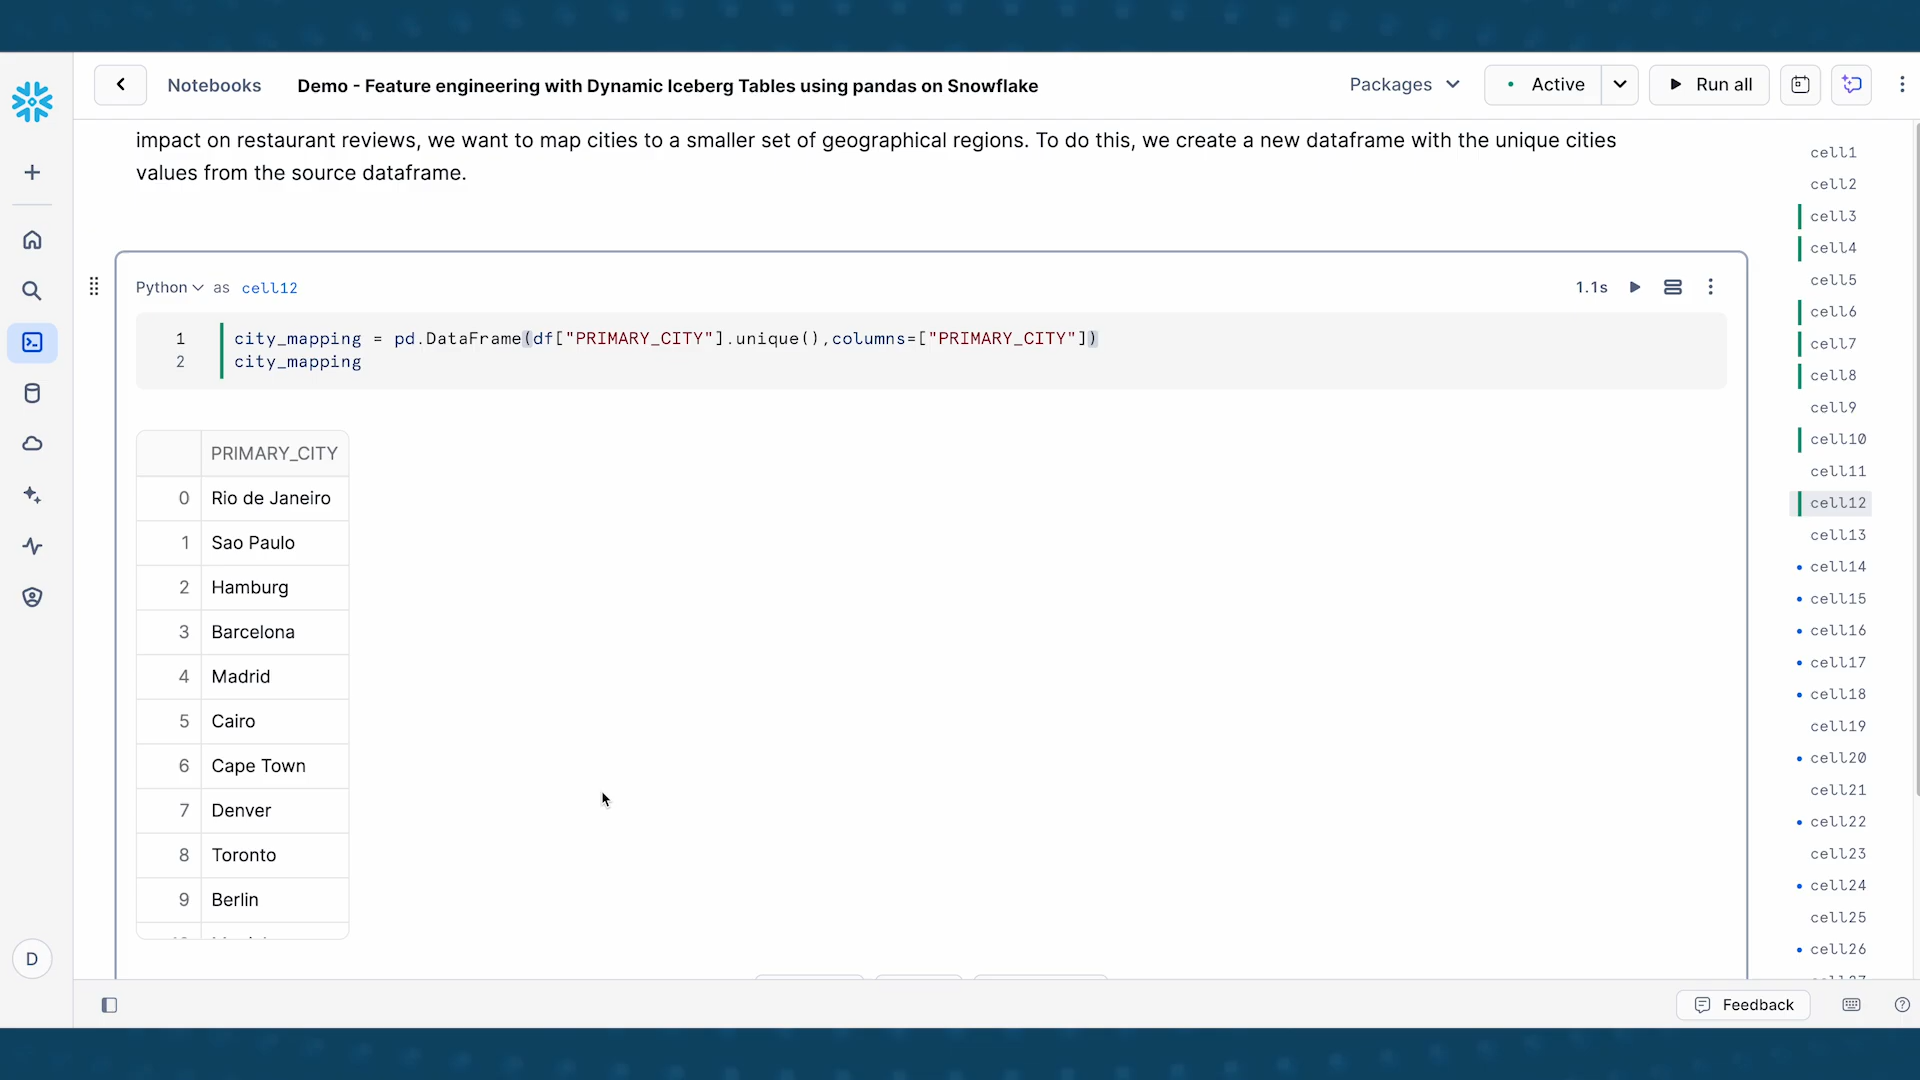 Notebooks
Demo - Feature engineering with Dynamic Iceberg Tables using pandas on Snowflake
Packages
Active
Run all
impact on restaurant reviews, we want to map cities to a smaller set of geographical regions. To do this, we create a new dataframe with the unique cities
values from the source dataframe.
Python as cell12
1.1s
1 city_mapping = pd.DataFrame(df["PRIMARY_CITY"].unique(),columns=["PRIMARY_CITY"])
2 city_mapping
PRIMARY_CITY
0 Rio de Janeiro
1 Sao Paulo
2 Hamburg
3 Barcelona
4 Madrid
5 Cairo
6 Cape Town
7 Denver
8 Toronto
9 Berlin
cell1
cell2
cell3
cell4
cell5
cell6
cell7
cell8
cell9
cell10
cell11
cell12
cell13
cell14
cell15
cell16
cell17
cell18
cell19
cell20
cell21
cell22
cell23
cell24
cell25
cell26
D
Feedback